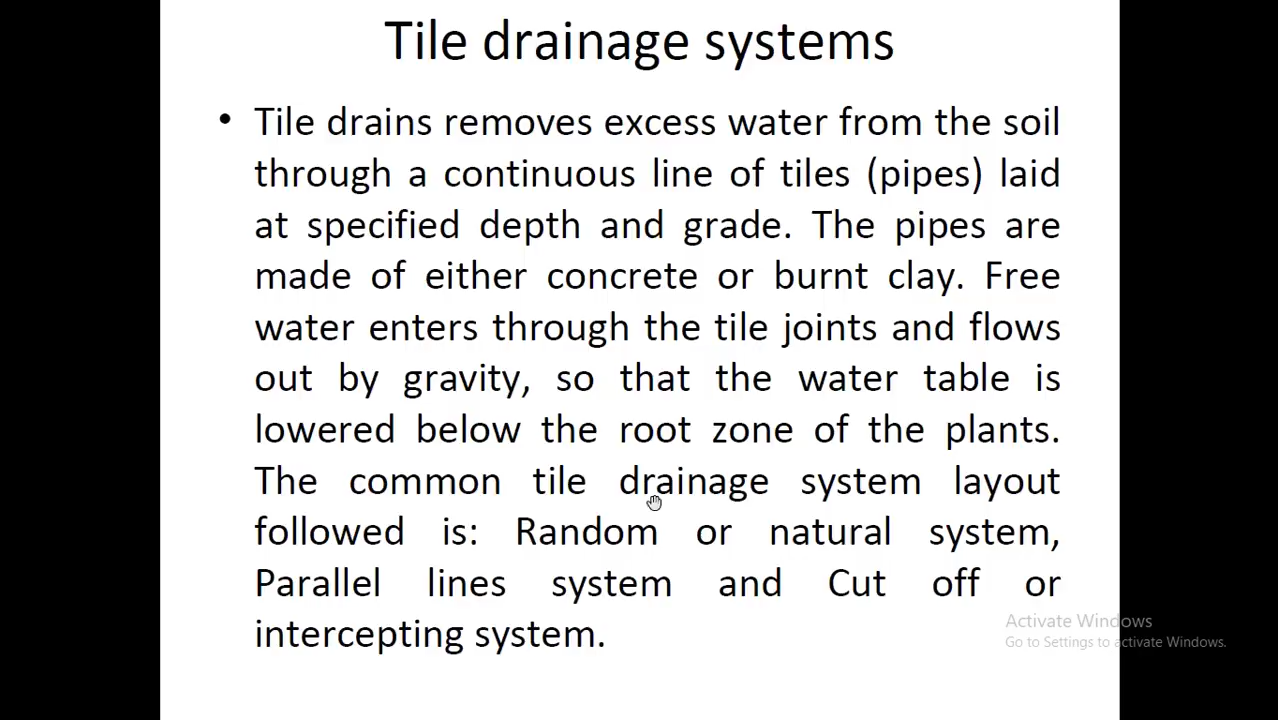 Tile drainage systems
• Tile drains removes excess water from the soil
through a continuous line of tiles (pipes) laid
at specified depth and grade. The pipes are
made of either concrete or burnt clay. Free
water enters through the tile joints and flows
out by gravity, so that the water table is
lowered below the root zone of the plants.
The common tile drainage system layout
followed is: Random or natural system,
Parallel lines system and Cut off or
intercepting system.
Activate Windows
Go to Settings to activate Windows.